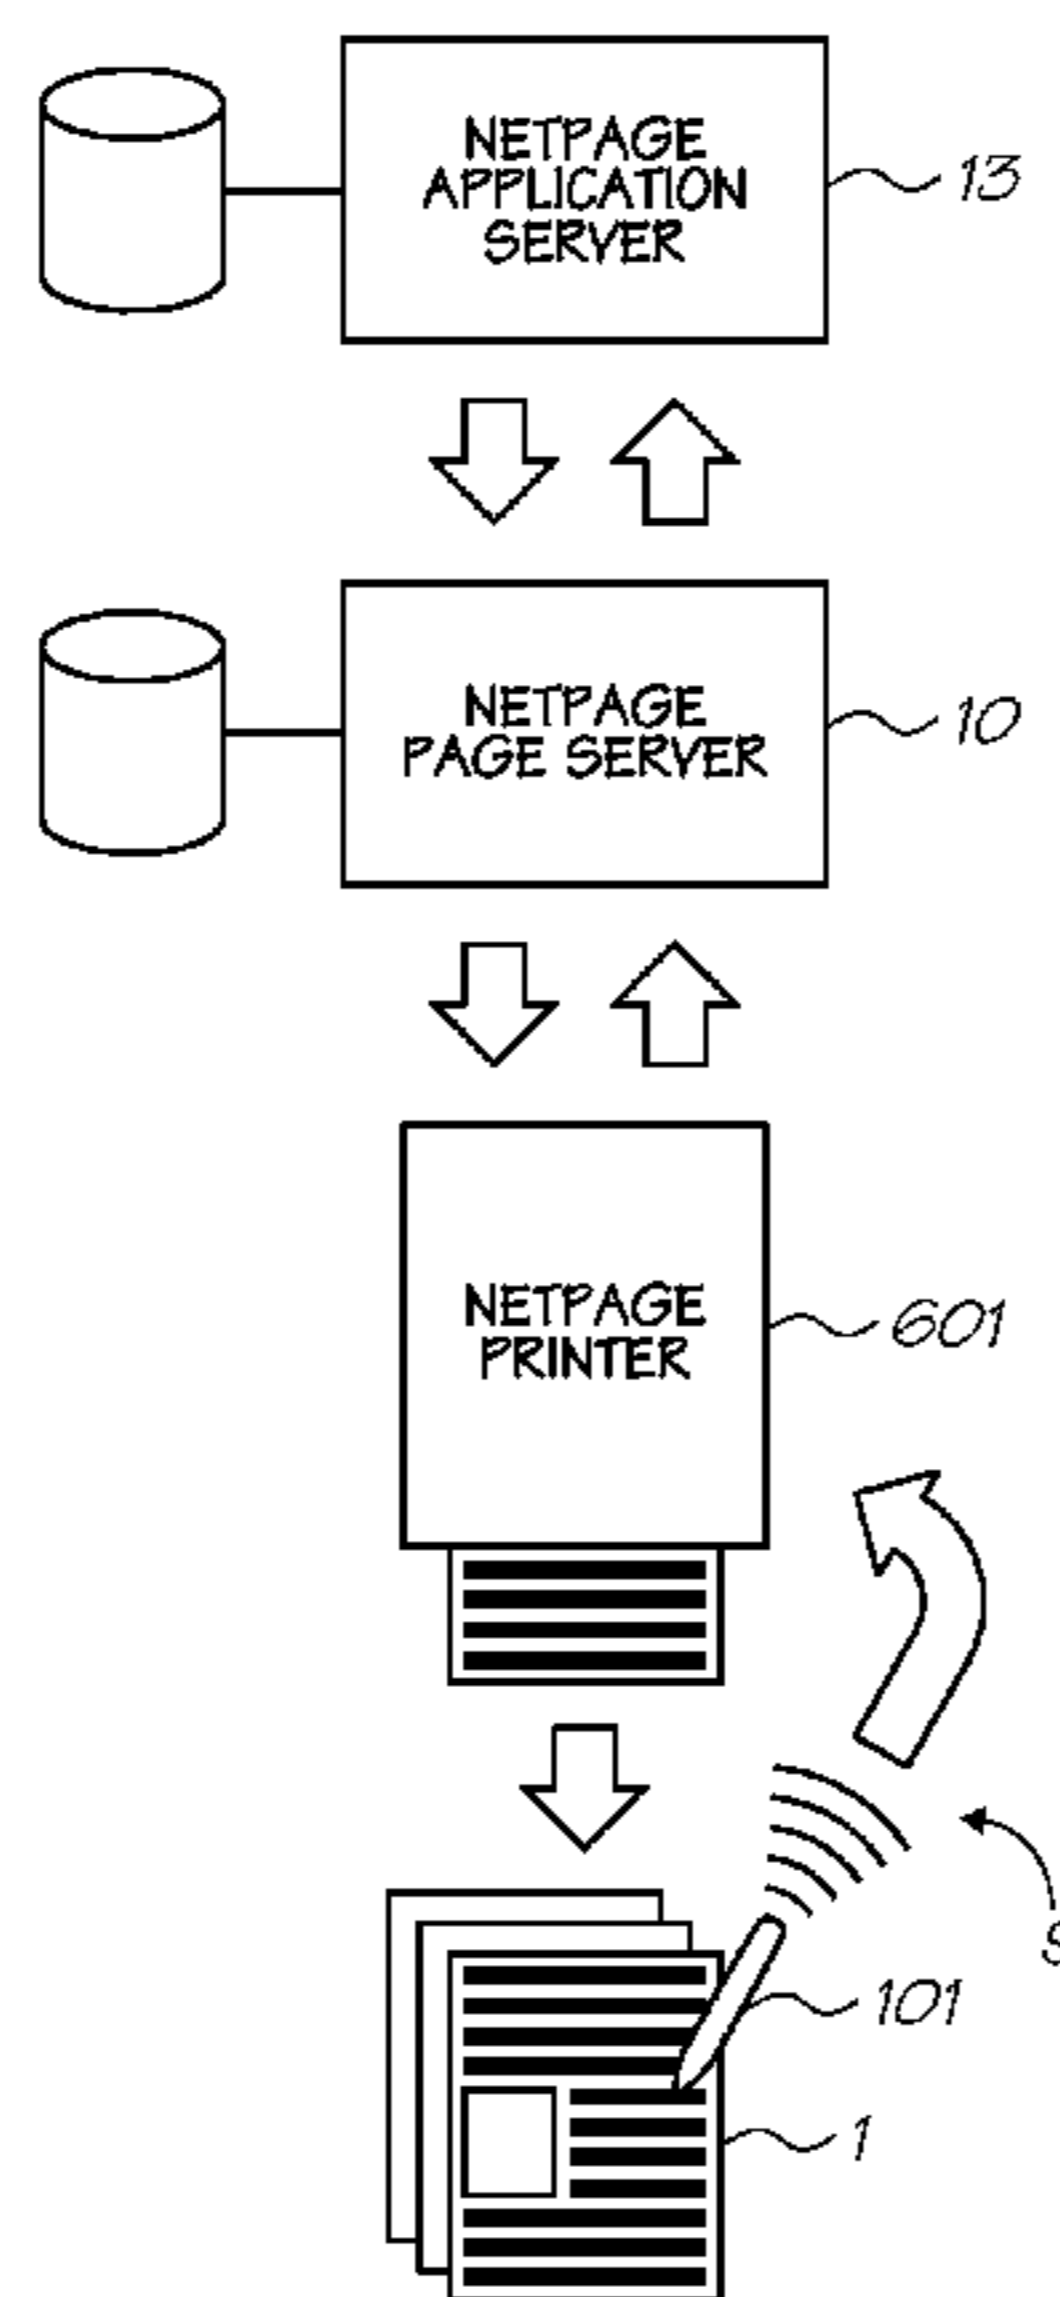 NETPAGE
APPLICATION
SERVER
13
NETPAGE
PAGE SERVER
10
NETPAGE
PRINTER
601
101
1